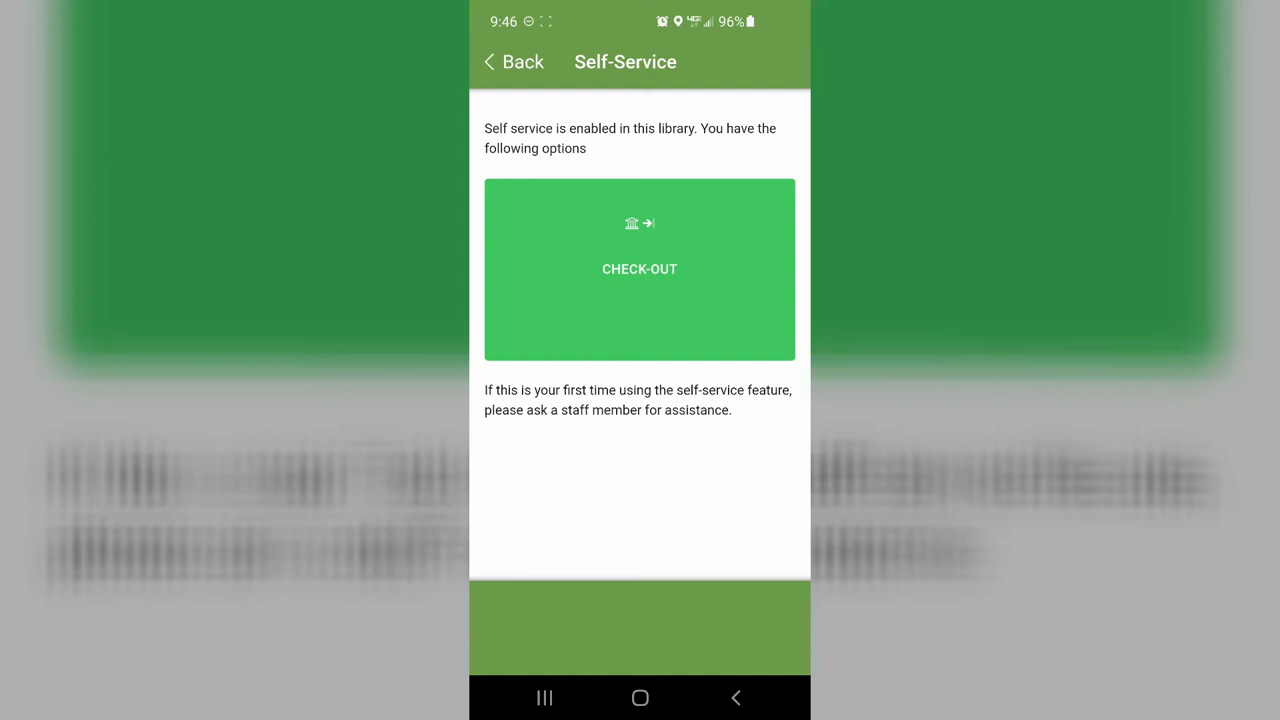 9:46 96%
Back Self-Service
Self service is enabled in this library. You have the
following options
CHECK-OUT
If this is your first time using the self-service feature,
please ask a staff member for assistance.